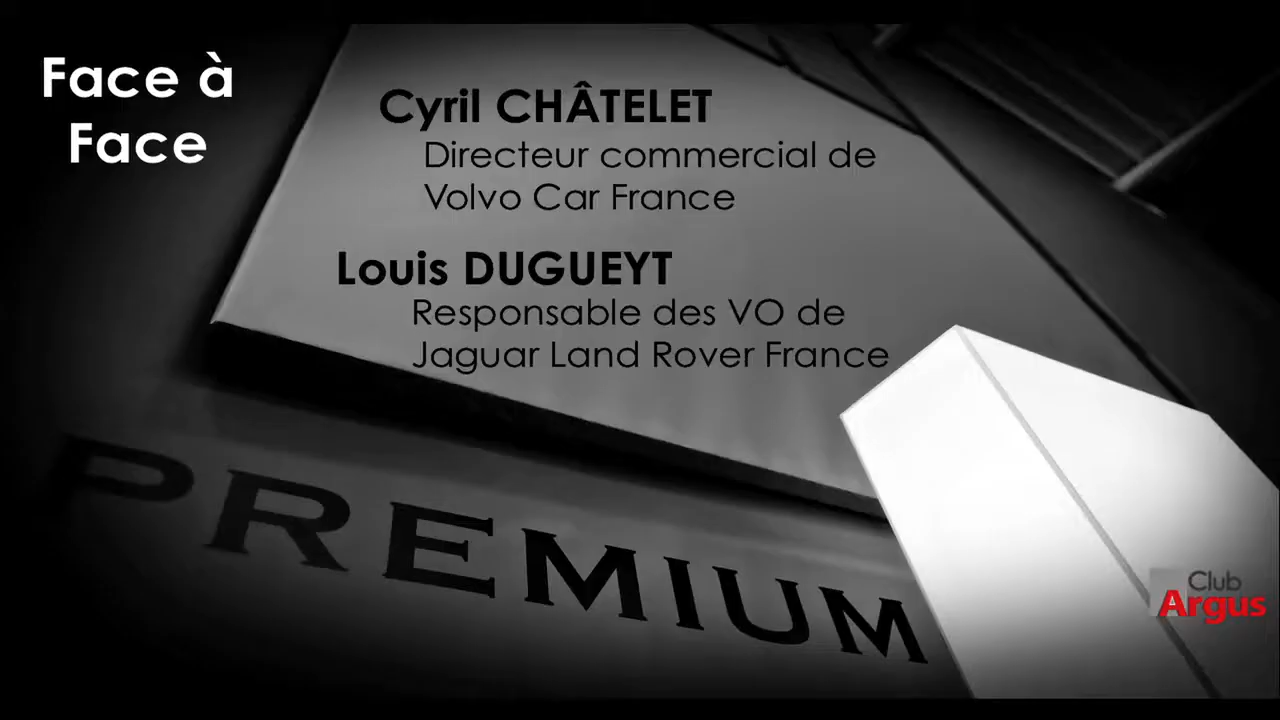 Face à
Face
Cyril CHÂTELET
Directeur commercial de
Volvo Car France
Louis DUGUEYT
Responsable des VO de
Jaguar Land Rover France
PREMIUM
Club
Argus